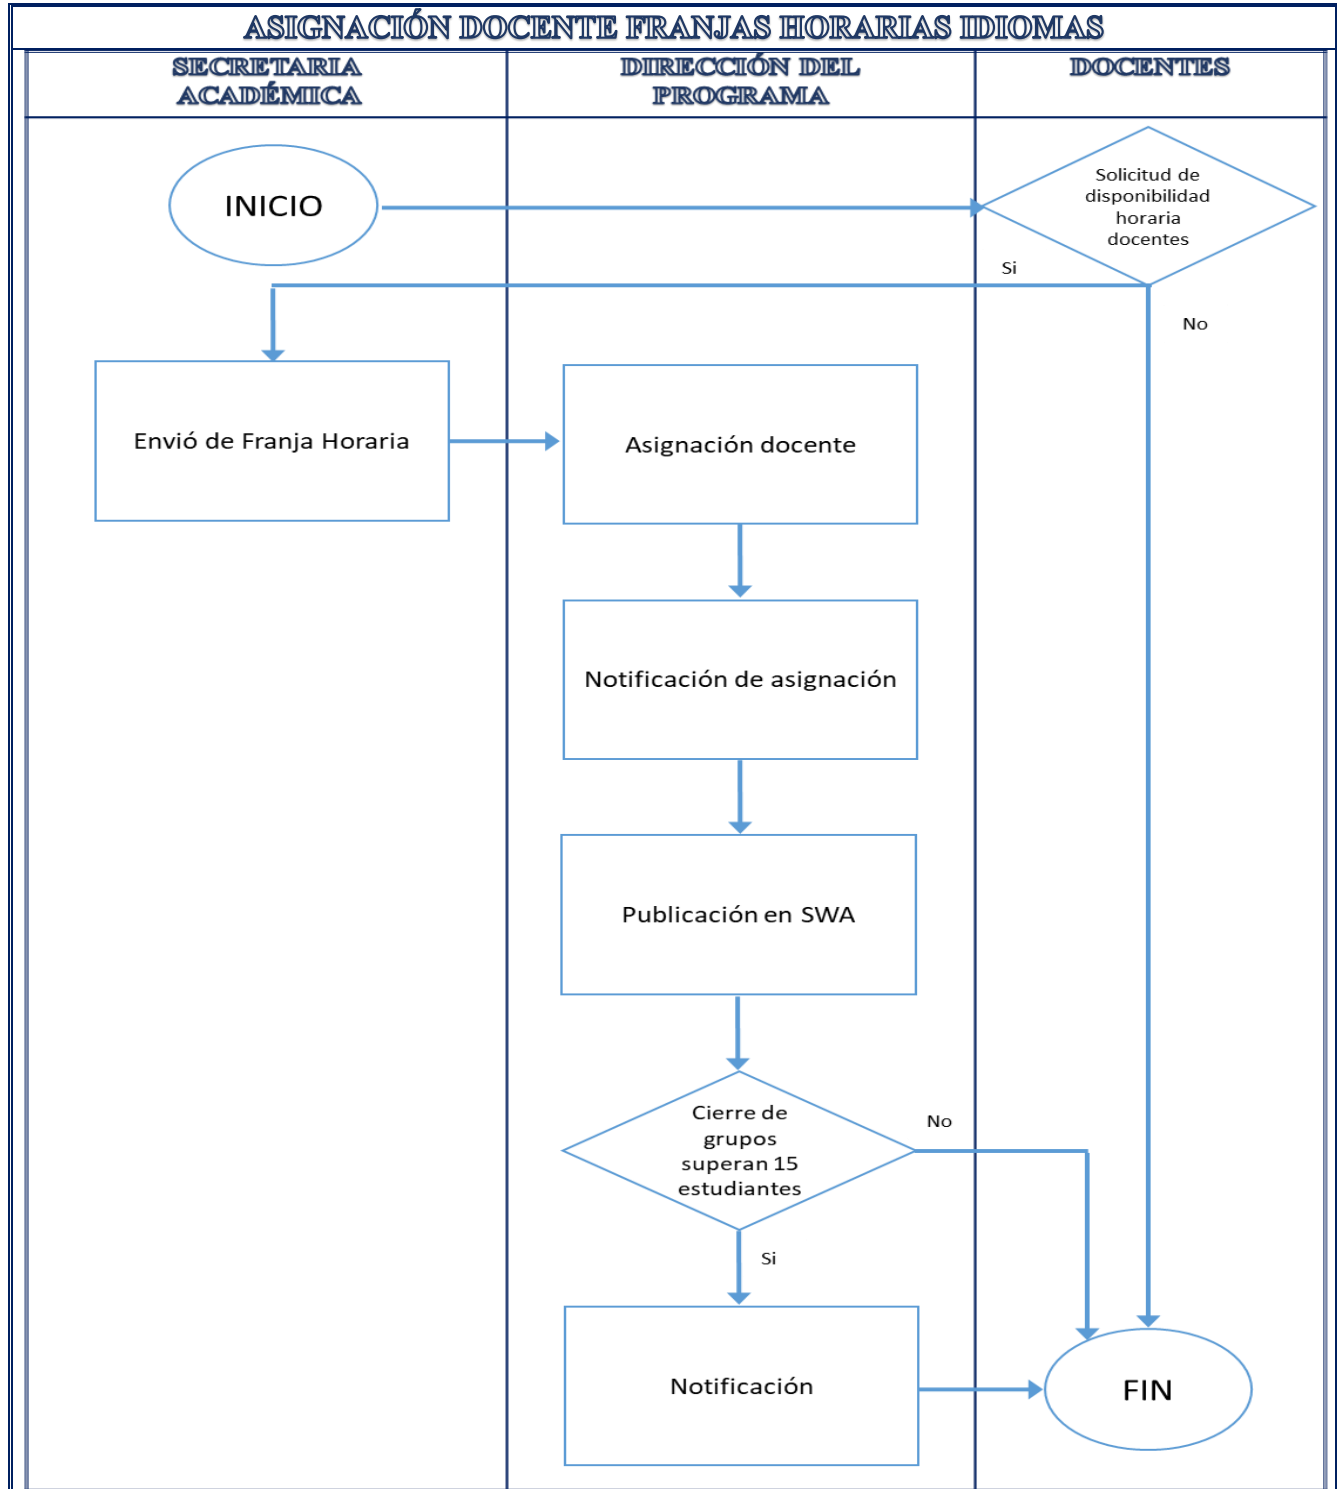 ASIGNACIÓN DOCENTE FRANJAS HORARIAS IDIOMAS
SECRETARIA
ACADÉMICA
DIRECCIÓN DEL
PROGRAMA
DOCENTES
INICIO
Solicitud de
disponibilidad
horaria
docentes
Si
No
Envió de Franja Horaria
Asignación docente
Notificación de asignación
Publicación en SWA
Cierre de
grupos
superan 15
estudiantes
No
Si
Notificación
FIN